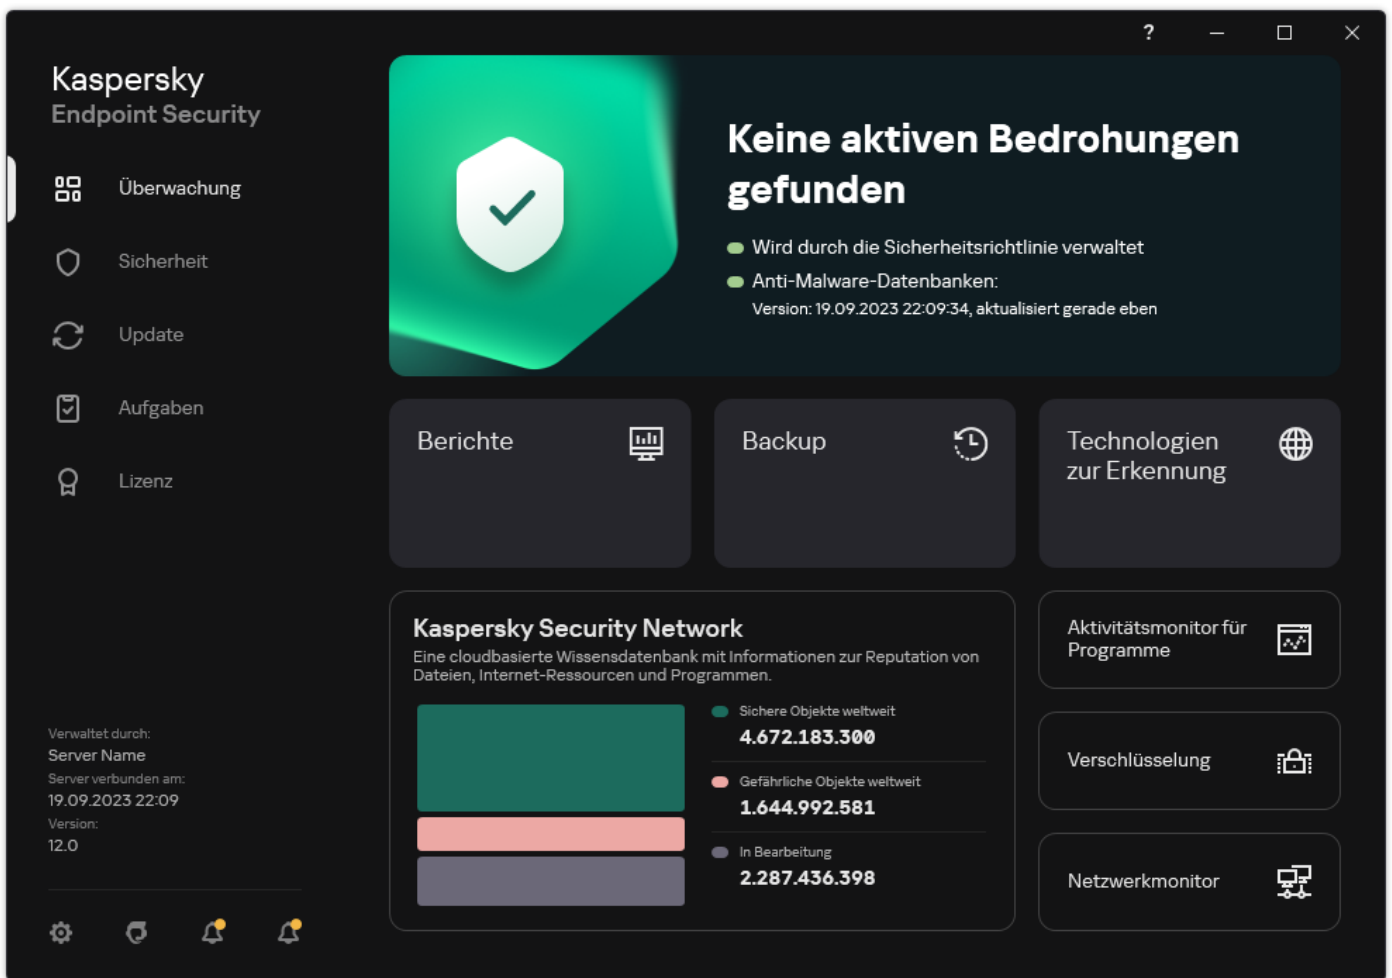 ?
Kaspersky
Endpoint Security
Überwachung
Sicherheit
Update
Aufgaben
Lizenz
Verwaltet durch:
Server Name
Server verbunden am:
19.09.2023 22:09
Version:
12.0
Keine aktiven Bedrohungen
gefunden
Wird durch die Sicherheitsrichtlinie verwaltet
Anti-Malware-Datenbanken:
Version: 19.09.2023 22:09:34, aktualisiert gerade eben
Berichte
Backup
Technologien
zur Erkennung
Kaspersky Security Network
Eine cloudbasierte Wissensdatenbank mit Informationen zur Reputation von
Dateien, Internet-Ressourcen und Programmen.
Sichere Objekte weltweit
4.672.183.300
Gefährliche Objekte weltweit
1.644.992.581
In Bearbeitung
2.287.436.398
Aktivitätsmonitor für
Programme
Verschlüsselung
Netzwerkmonitor